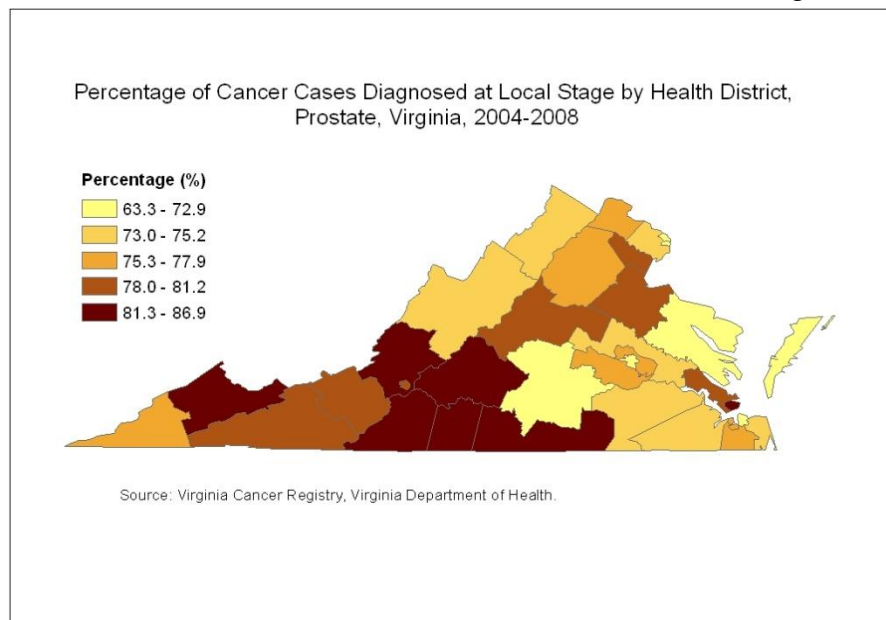 Percentage of Cancer Cases Diagnosed at Local Stage by Health District,
Prostate, Virginia, 2004-2008
Percentage (%)
63.3 - 72.9
73.0 - 75.2
75.3 - 77.9
78.0 - 81.2
81.3 - 86.9
Source: Virginia Cancer Registry, Virginia Department of Health.